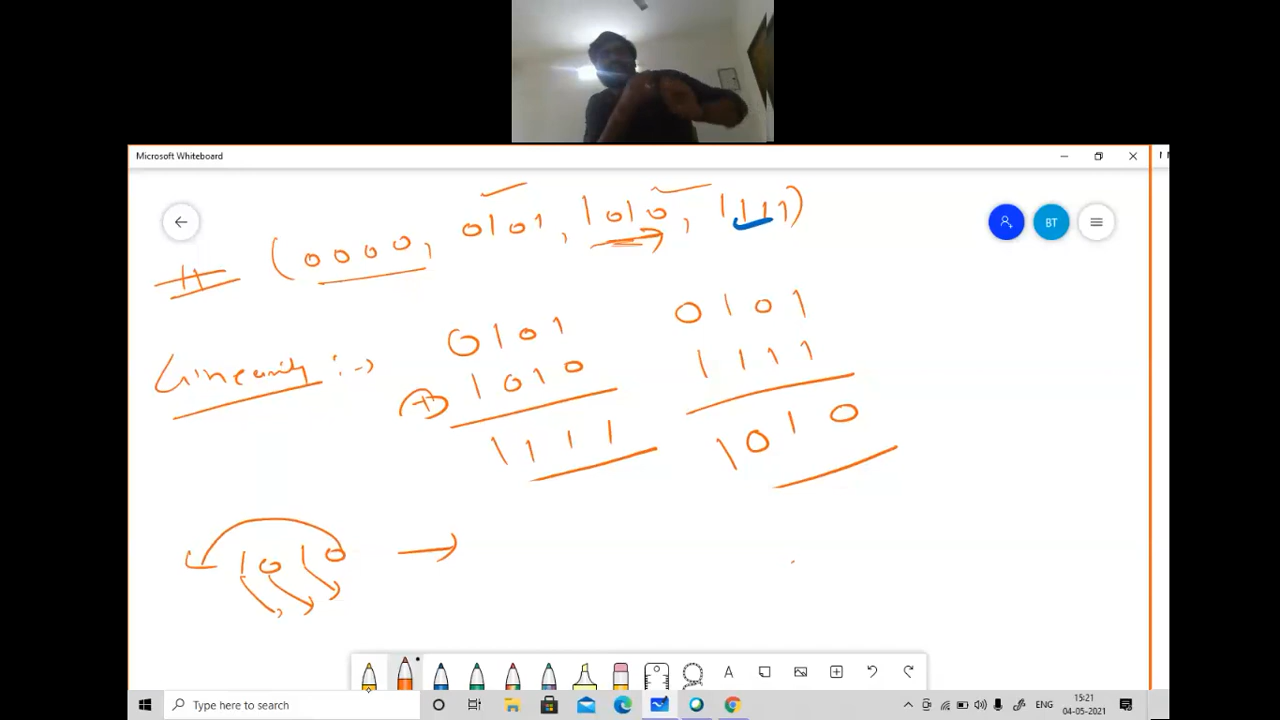 Microsoft Whiteboard
(0000, 0101, 1010, 1111)
BT
Linearity :->
0101 0101
1010 1111
+
1111 1010
1010 →
A
Type here to search
ENG
15:21
04-05-2021